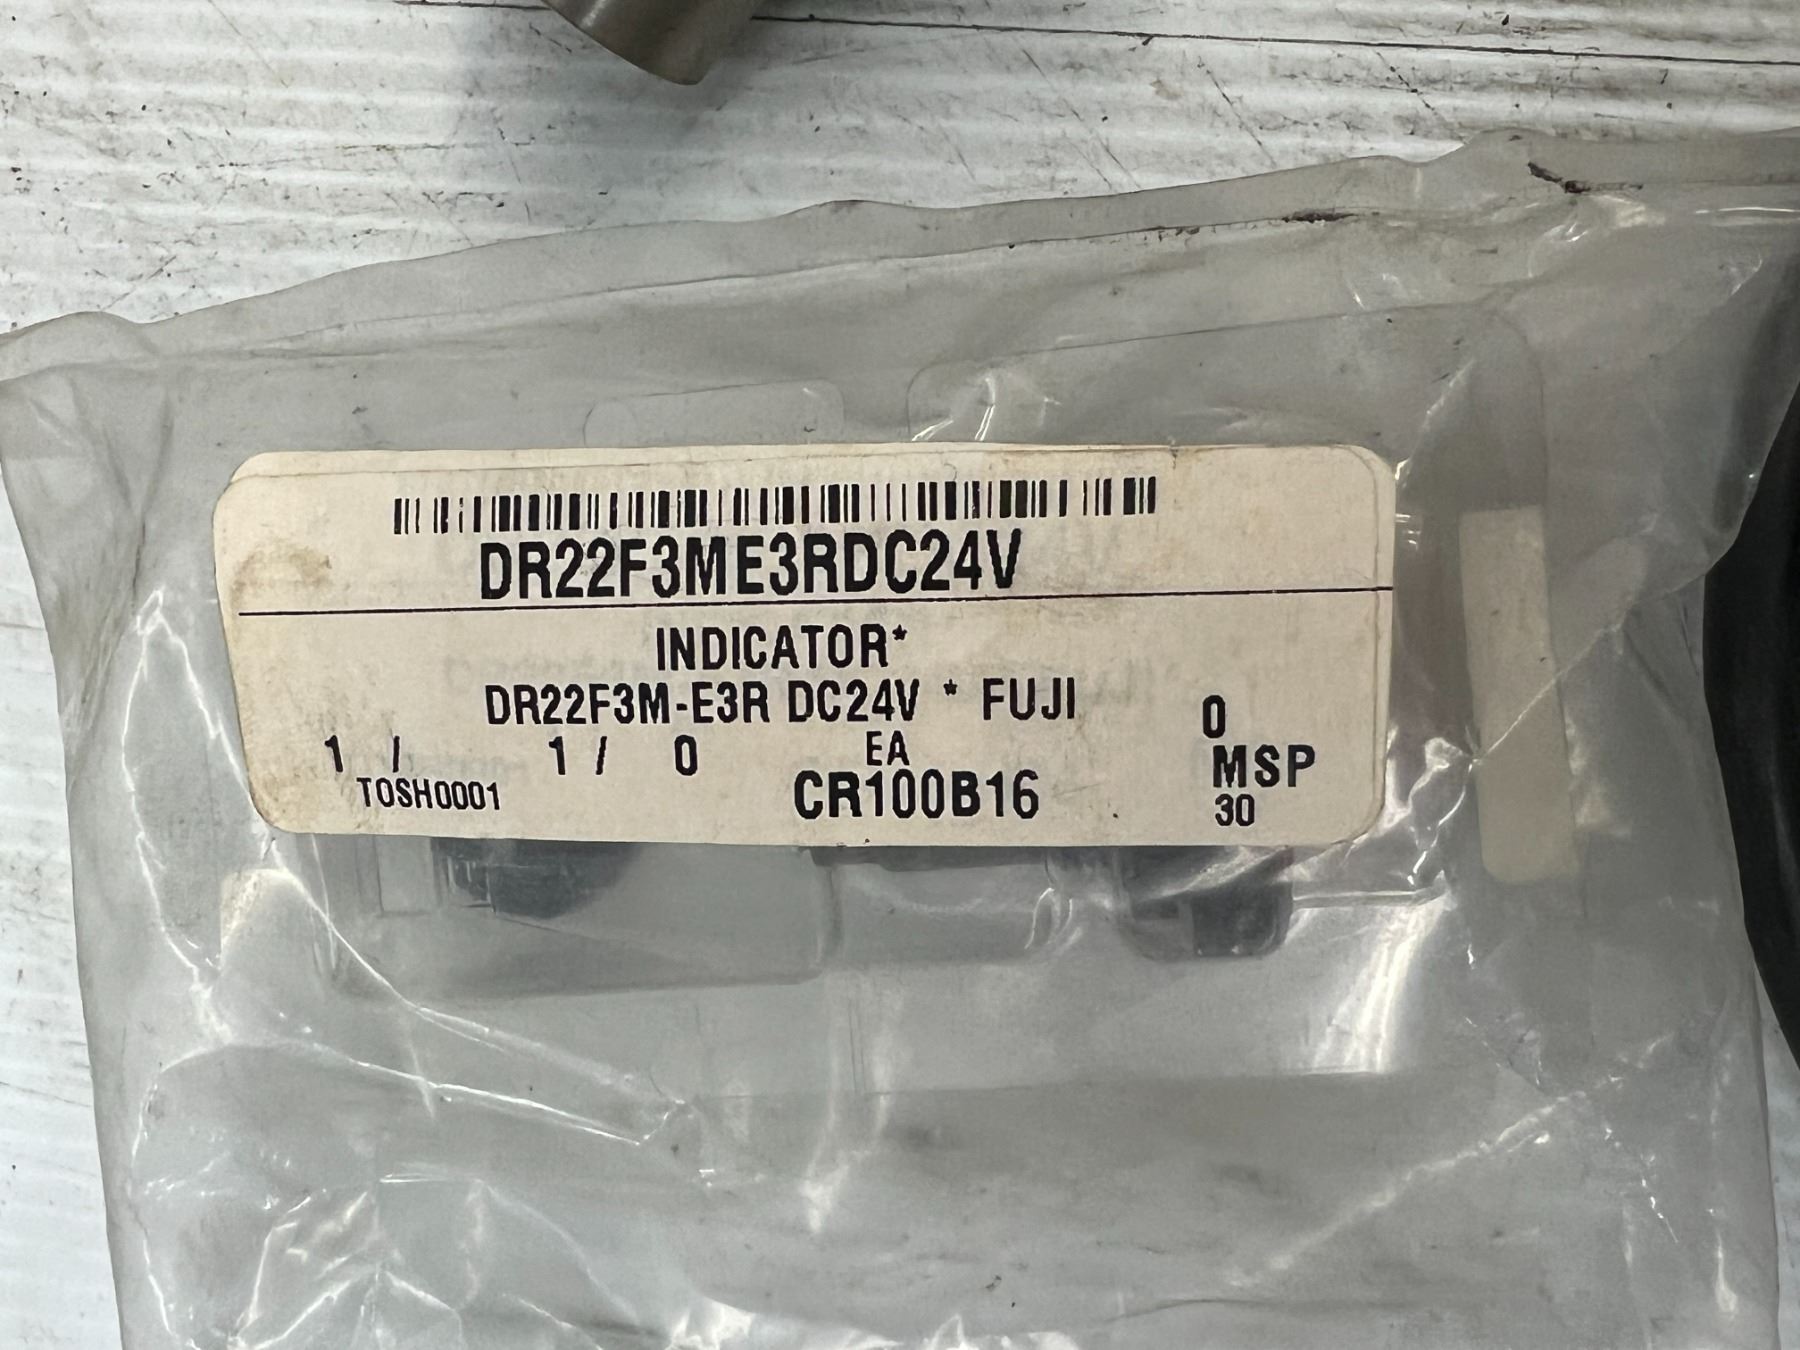 DR22F3ME3RDC24V
INDICATOR*
DR22F3M-E3R DC24V * FUJI 0
1 / 1 / 0 EA MSP
TOSH0001 CR100B16 30